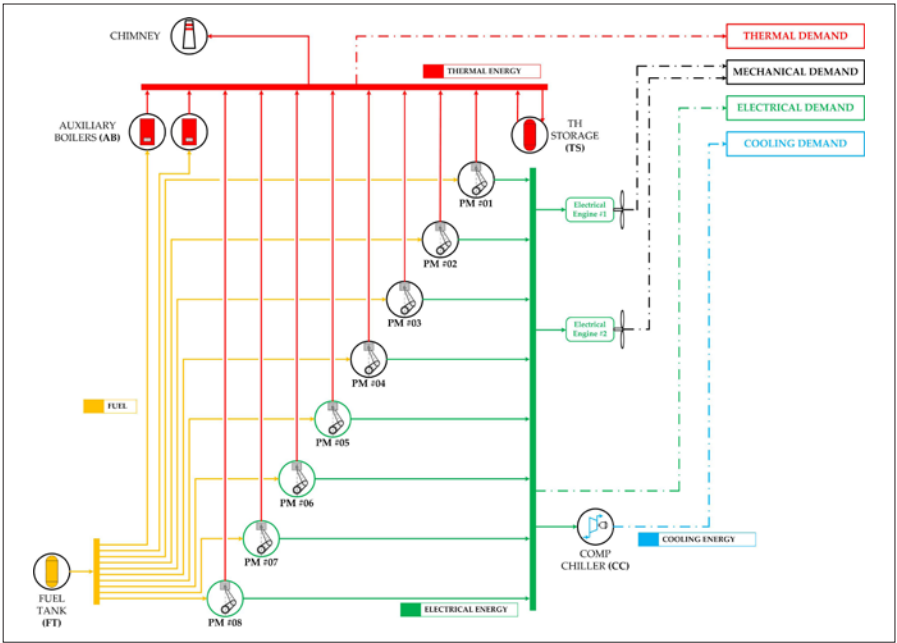 CHIMNEY
THERMAL DEMAND
MECHANICAL DEMAND
THERMAL ENERGY
ELECTRICAL DEMAND
AUXILIARY
BOILERS (AB)
TH
STORAGE
(TS)
COOLING DEMAND
PM #01
Electrical
Engine #1
PM #02
PM #03
Electrical
Engine #2
PM #04
FUEL
PM #05
PM #06
COOLING ENERGY
COMP
CHILLER (CC)
PM #07
FUEL
TANK
(FT)
ELECTRICAL ENERGY
PM #08